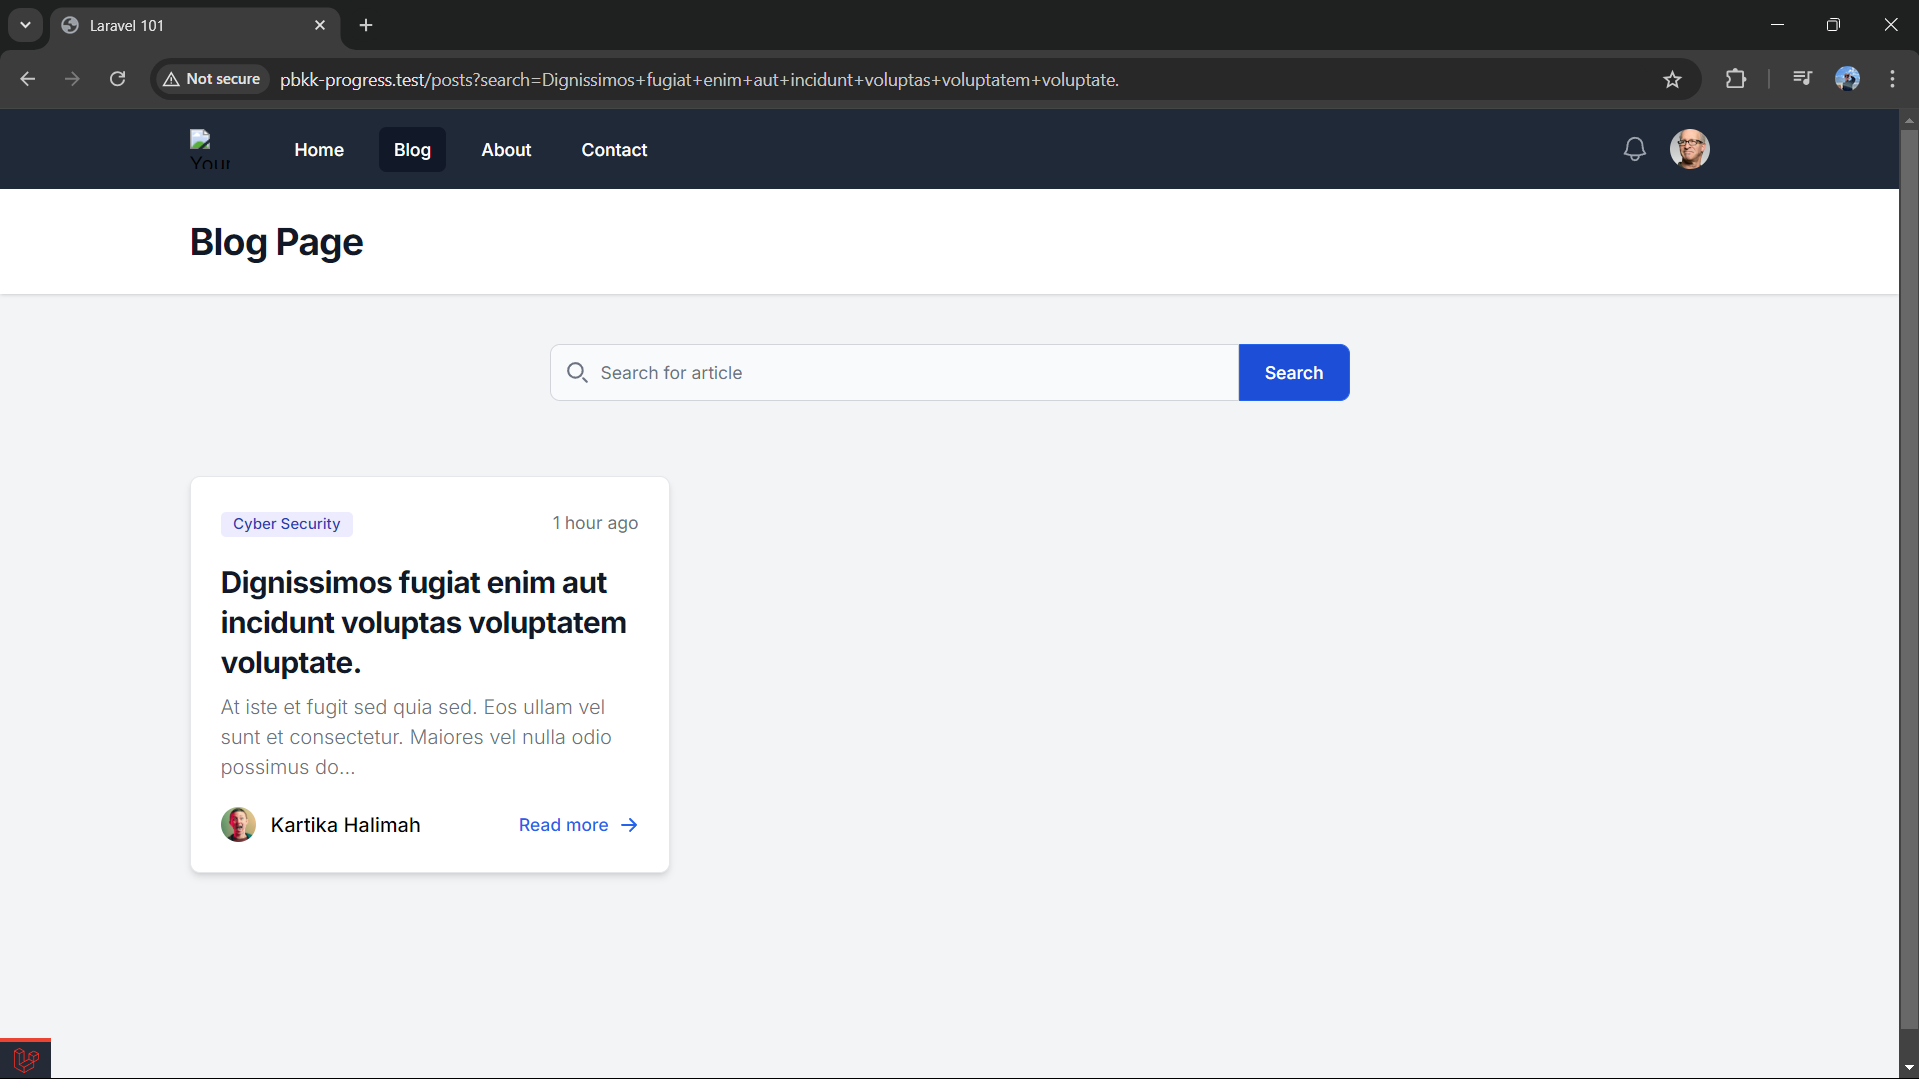 Laravel 101
Not secure
pbkk-progress.test/posts?search=Dignissimos+fugiat+enim+aut+incidunt+voluptas+voluptatem+voluptate.
Your
Home
Blog
About
Contact
Blog Page
Search for article
Search
Cyber Security
1 hour ago
Dignissimos fugiat enim aut
incidunt voluptas voluptatem
voluptate.
At iste et fugit sed quia sed. Eos ullam vel
sunt et consectetur. Maiores vel nulla odio
possimus do...
Kartika Halimah
Read more